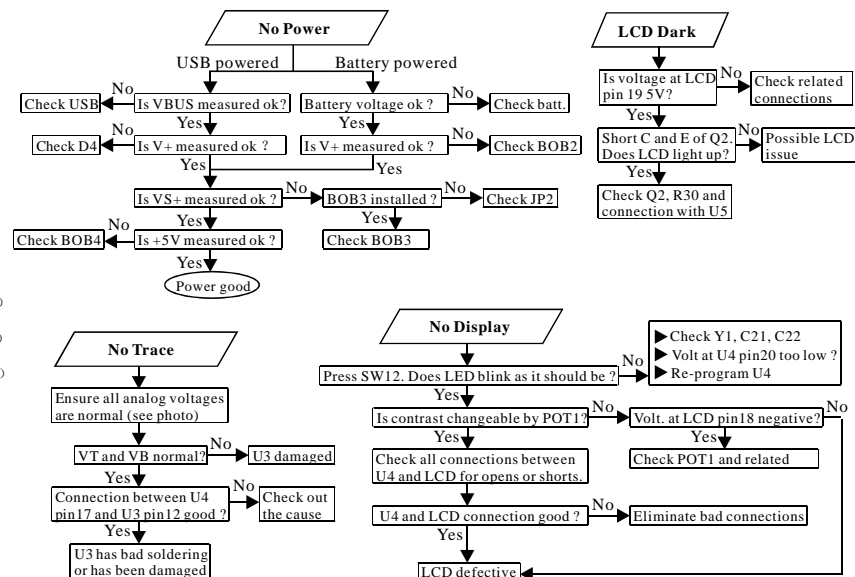 No Power
USB powered
Battery powered
Is VBUS measured ok?
No
Check USB
Yes
Is V+ measured ok ?
No
Check D4
Yes
Battery voltage ok ?
No
Check batt.
Yes
Is V+ measured ok ?
No
Check BOB2
Yes
Is VS+ measured ok ?
No
BOB3 installed ?
No
Check JP2
Yes
Check BOB3
Yes
Is +5V measured ok ?
No
Check BOB4
Yes
Power good
LCD Dark
Is voltage at LCD
pin 19 5V?
No
Check related
connections
Yes
Short C and E of Q2.
Does LCD light up?
No
Possible LCD
issue
Yes
Check Q2, R30 and
connection with U5
)
)
)
No Trace
Ensure all analog voltages
are normal (see photo)
VT and VB normal?
No
U3 damaged
Yes
Connection between U4
pin17 and U3 pin12 good ?
No
Check out
the cause
Yes
U3 has bad soldering
or has been damaged
No Display
Press SW12. Does LED blink as it should be ?
No
Check Y1, C21, C22
Volt at U4 pin20 too low ?
Re-program U4
Yes
Is contrast changeable by POT1?
No
Volt. at LCD pin18 negative?
No
Yes
Check POT1 and related
Yes
Check all connections between
U4 and LCD for opens or shorts.
U4 and LCD connection good ?
No
Eliminate bad connections
Yes
LCD defective